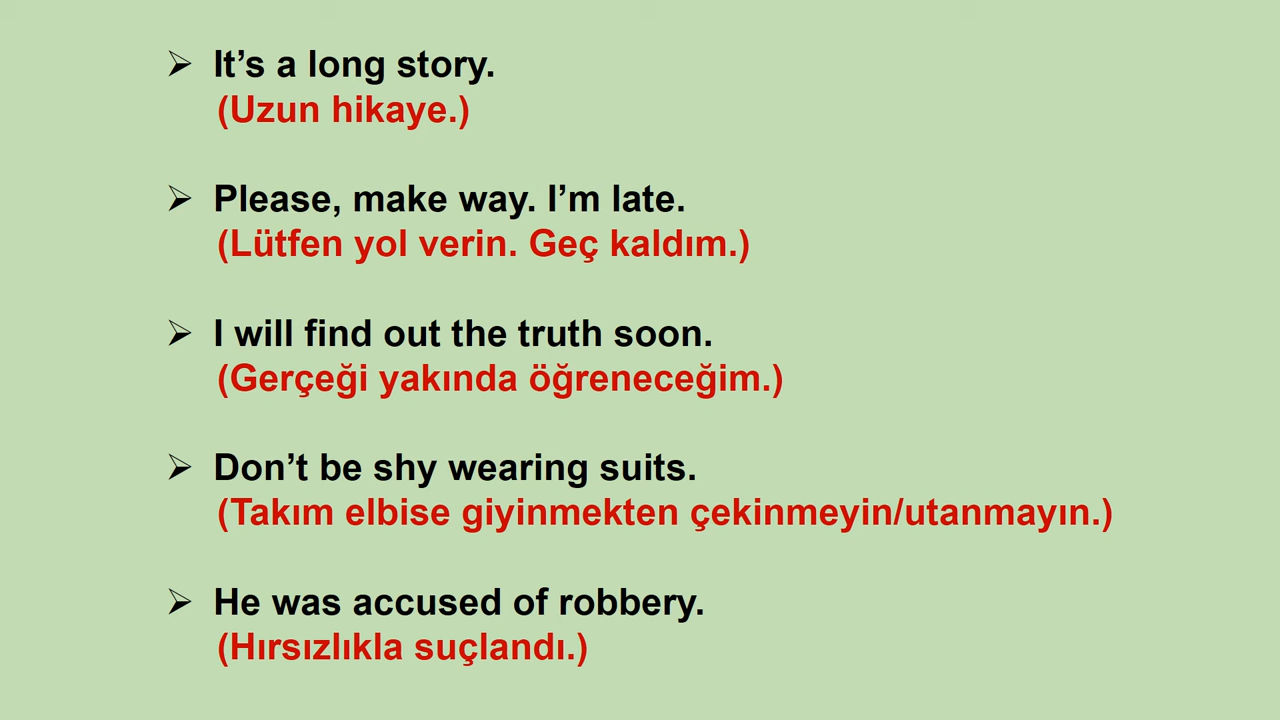 ➢ It’s a long story.
(Uzun hikaye.)
➢ Please, make way. I’m late.
(Lütfen yol verin. Geç kaldım.)
➢ I will find out the truth soon.
(Gerçeği yakında öğreneceğim.)
➢ Don’t be shy wearing suits.
(Takım elbise giyinmekten çekinmeyin/utanmayın.)
➢ He was accused of robbery.
(Hırsızlıkla suçlandı.)